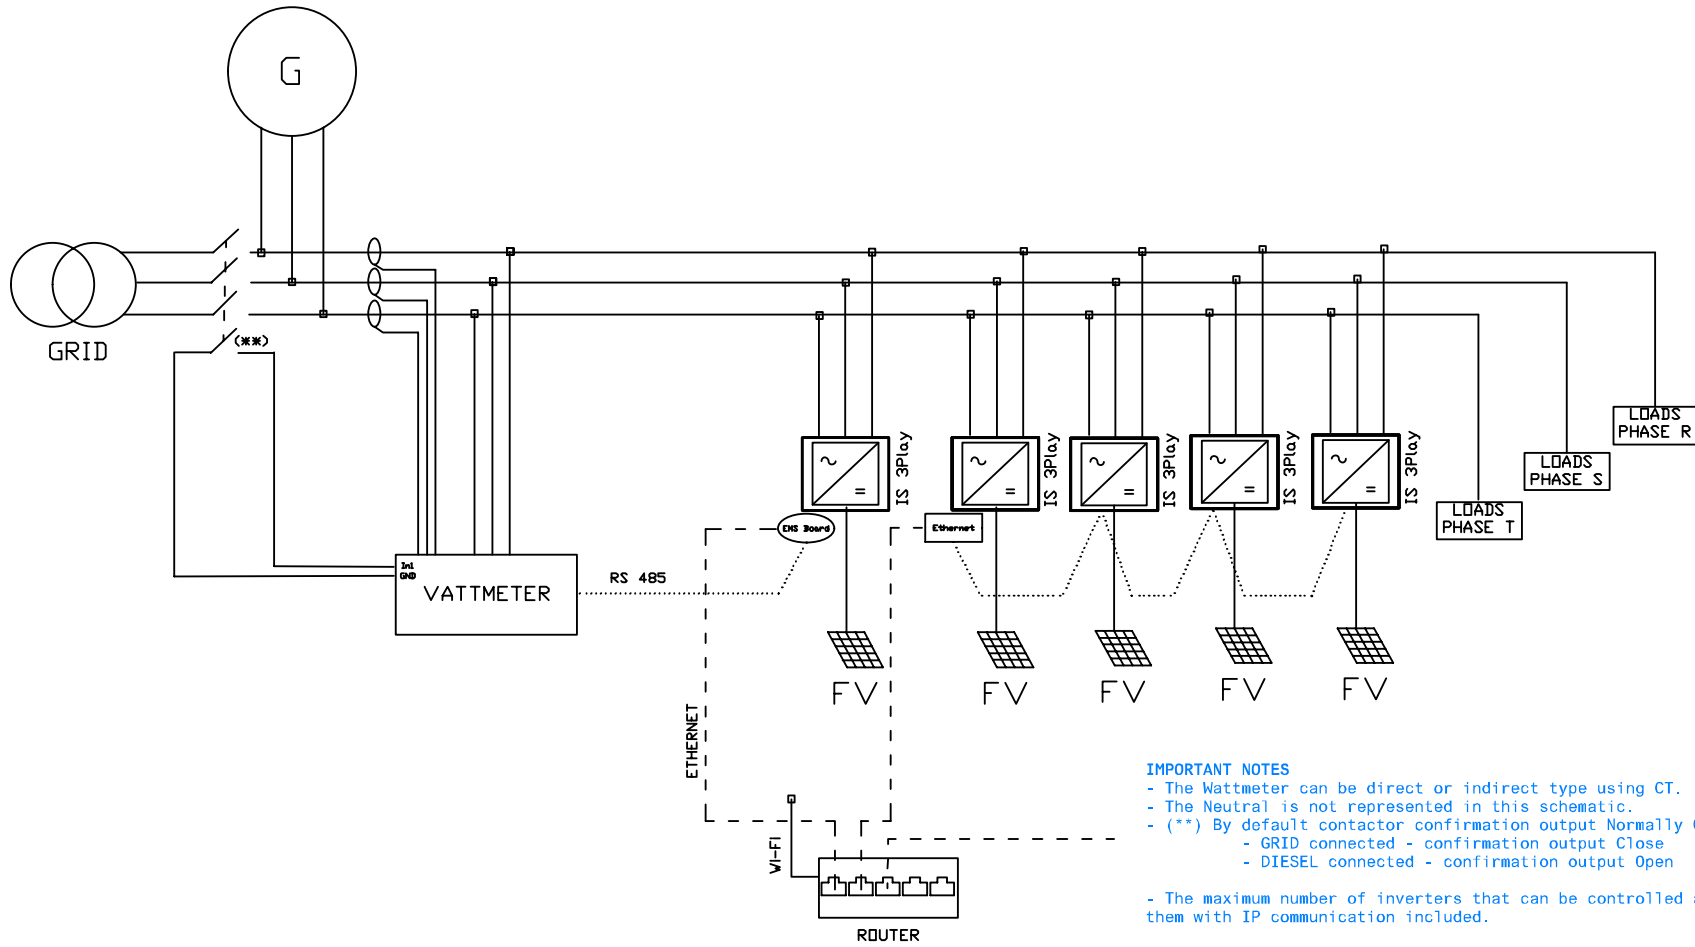 G
GRID
(**)
LOADS
PHASE R
LOADS
PHASE S
LOADS
PHASE T
IS 3Play
IS 3Play
IS 3Play
IS 3Play
IS 3Play
EMS Board
Ethernet
In1
GND
VATTMETER
RS 485
FV
FV
FV
FV
FV
ETHERNET
WI-FI
ROUTER
IMPORTANT NOTES
- The Wattmeter can be direct or indirect type using CT.
- The Neutral is not represented in this schematic.
- (**) By default contactor confirmation output Normally
- GRID connected - confirmation output Close
- DIESEL connected - confirmation output Open
- The maximum number of inverters that can be controlled
them with IP communication included.